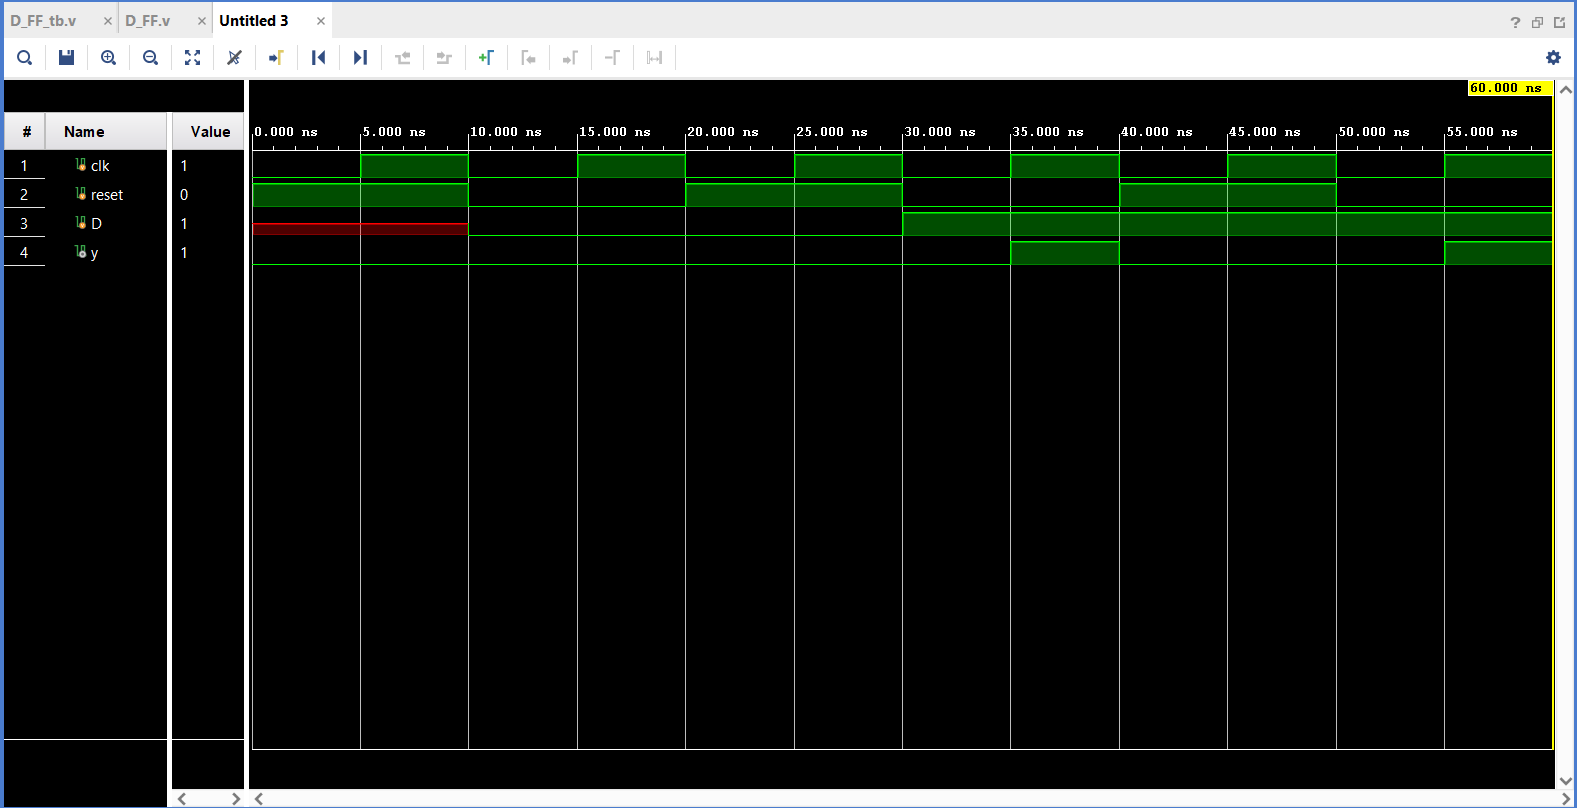 D_FF_tb.v × D_FF.v × Untitled 3 ×
?
60.000 ns
# Name Value
0.000 ns 5.000 ns 10.000 ns 15.000 ns 20.000 ns 25.000 ns 30.000 ns 35.000 ns 40.000 ns 45.000 ns 50.000 ns 55.000 ns
1 clk 1
2 reset 0
3 D 1
4 y 1